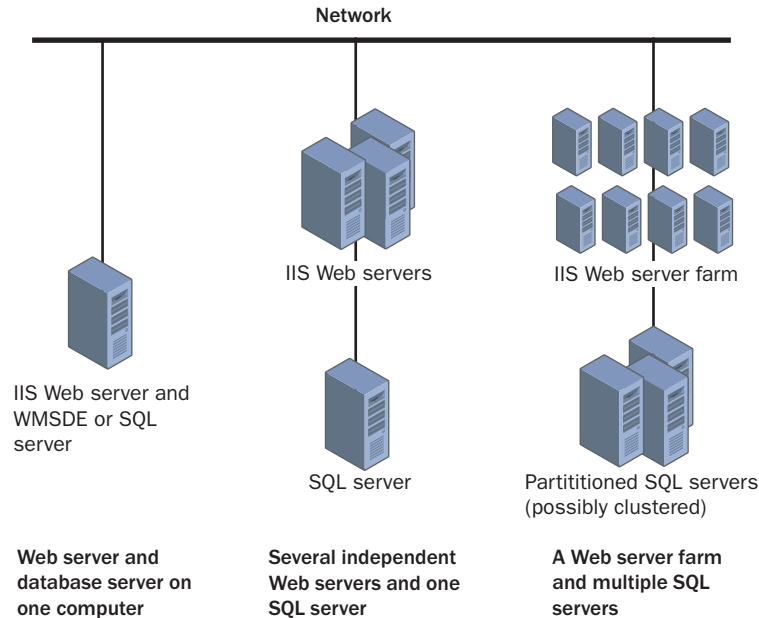 Network
IIS Web servers
IIS Web server farm
IIS Web server and
WMSDE or SQL
server
SQL server
Partititioned SQL servers
(possibly clustered)
Web server and
database server on
one computer
Several independent
Web servers and one
SQL server
A Web server farm
and multiple SQL
servers